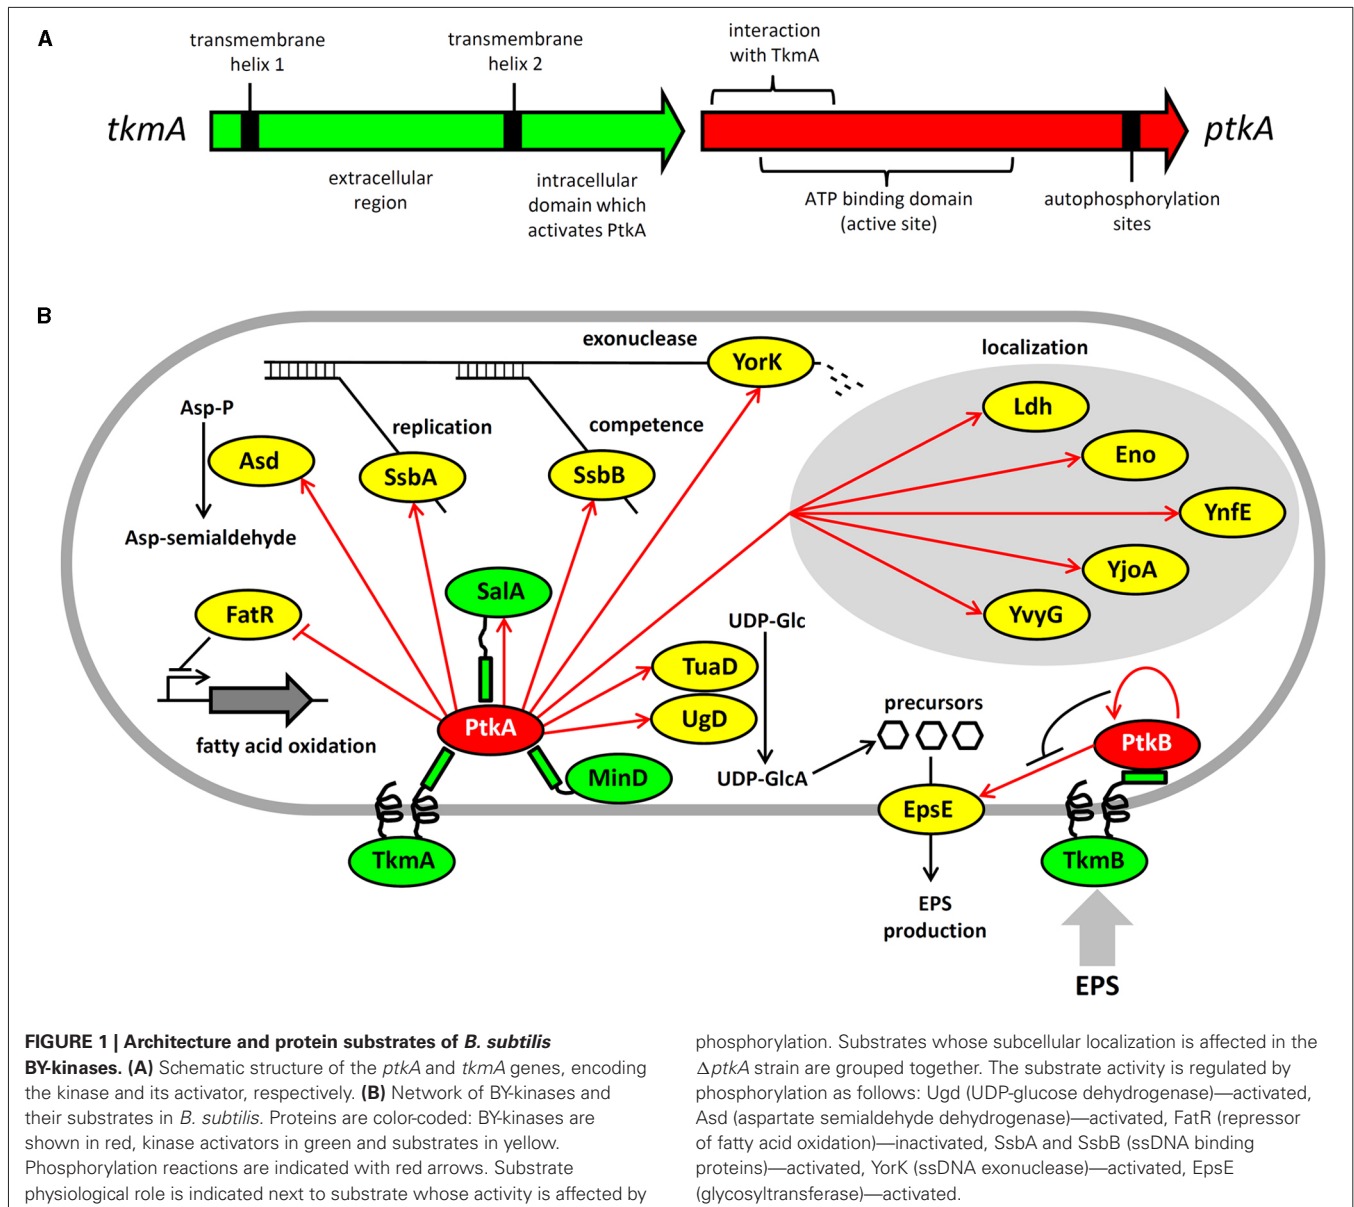 A
transmembrane
helix 1
transmembrane
helix 2
interaction
with TkmA
tkmA
ptkA
extracellular
region
intracellular
domain which
activates PtkA
ATP binding domain
(active site)
autophosphorylation
sites
B
exonuclease
YorK
localization
Asp-P
replication
competence
Ldh
Asd
SsbA
SsbB
Eno
Asp-semialdehyde
YnfE
YjoA
SalA
FatR
UDP-Glc
YvyG
TuaD
UgD
fatty acid oxidation
PtkA
precursors
PtkB
MinD
UDP-GlcA
EpsE
TkmA
TkmB
EPS
production
EPS
FIGURE 1 | Architecture and protein substrates of B. subtilis
BY-kinases. (A) Schematic structure of the ptkA and tkmA genes, encoding
the kinase and its activator, respectively. (B) Network of BY-kinases and
their substrates in B. subtilis. Proteins are color-coded: BY-kinases are
shown in red, kinase activators in green and substrates in yellow.
Phosphorylation reactions are indicated with red arrows. Substrate
physiological role is indicated next to substrate whose activity is affected by
phosphorylation. Substrates whose subcellular localization is affected in the
ΔptkA strain are grouped together. The substrate activity is regulated by
phosphorylation as follows: Ugd (UDP-glucose dehydrogenase)—activated,
Asd (aspartate semialdehyde dehydrogenase)—activated, FatR (repressor
of fatty acid oxidation)—inactivated, SsbA and SsbB (ssDNA binding
proteins)—activated, YorK (ssDNA exonuclease)—activated, EpsE
(glycosyltransferase)—activated.